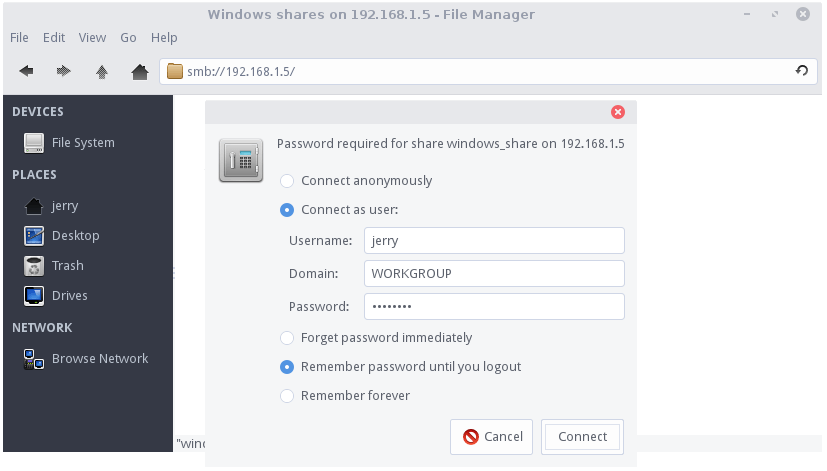 Windows shares on 192.168.1.5 - File Manager
File Edit View Go Help
smb://192.168.1.5/
DEVICES
File System
PLACES
jerry
Desktop
Trash
Drives
NETWORK
Browse Network
Password required for share windows_share on 192.168.1.5
Connect anonymously
Connect as user:
Username: jerry
Domain: WORKGROUP
Password: ••••••••
Forget password immediately
Remember password until you logout
Remember forever
Cancel Connect